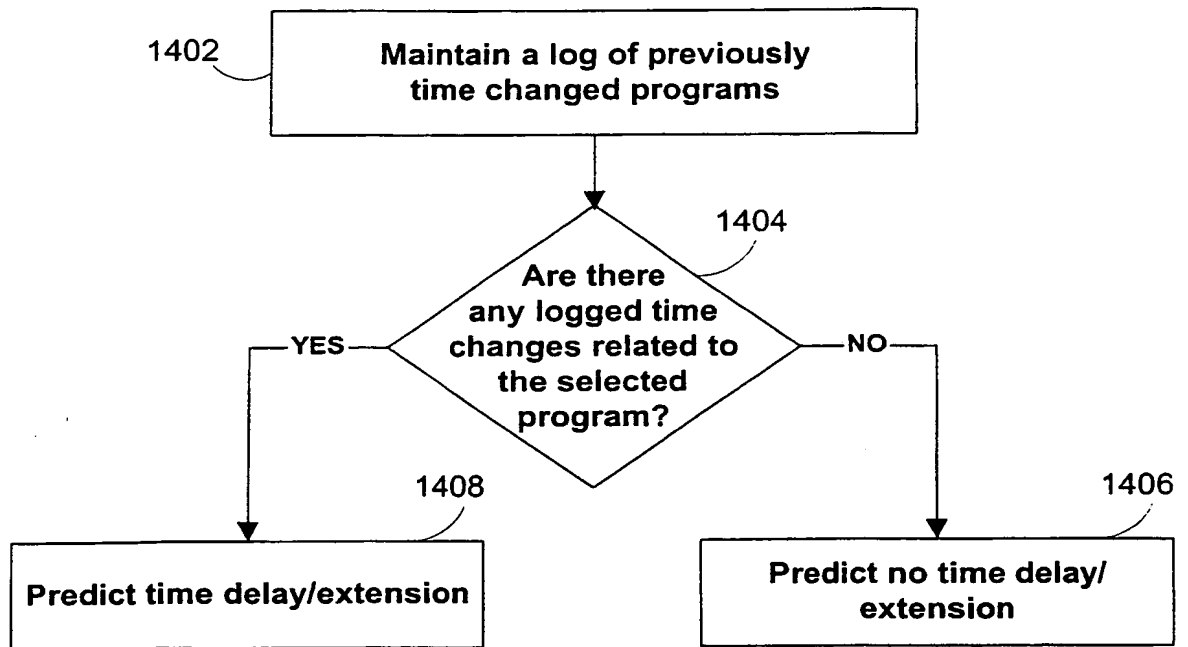 1402
Maintain a log of previously
time changed programs
1404
Are there
any logged time
changes related to
the selected
program?
YES
NO
1408
1406
Predict time delay/extension
Predict no time delay/
extension